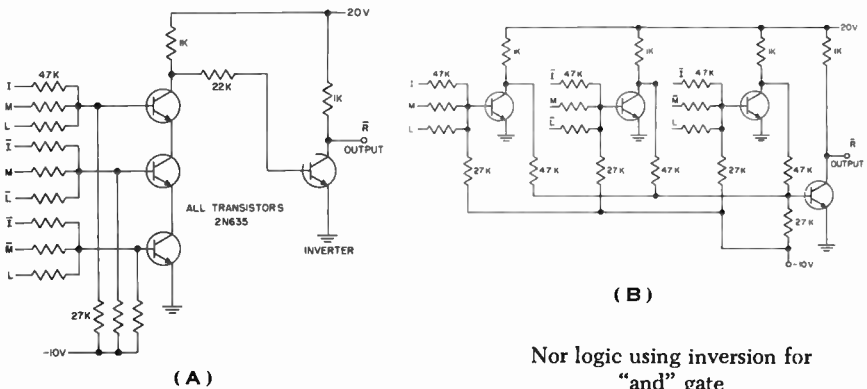 20V
1K
47K
I
M
L
22K
1K
R̅
OUTPUT
I̅
M
L̅
ALL TRANSISTORS
2N635
I̅
M̅
L
INVERTER
27K
-10V
(A)
20V
1K
1K
1K
1K
I 47K
M
L
I̅ 47K
M
L̅
I̅ 47K
M̅
L
R̅
OUTPUT
27K
47K
27K
47K
27K
47K
27K
-10V
(B)
Nor logic using inversion for
"and" gate